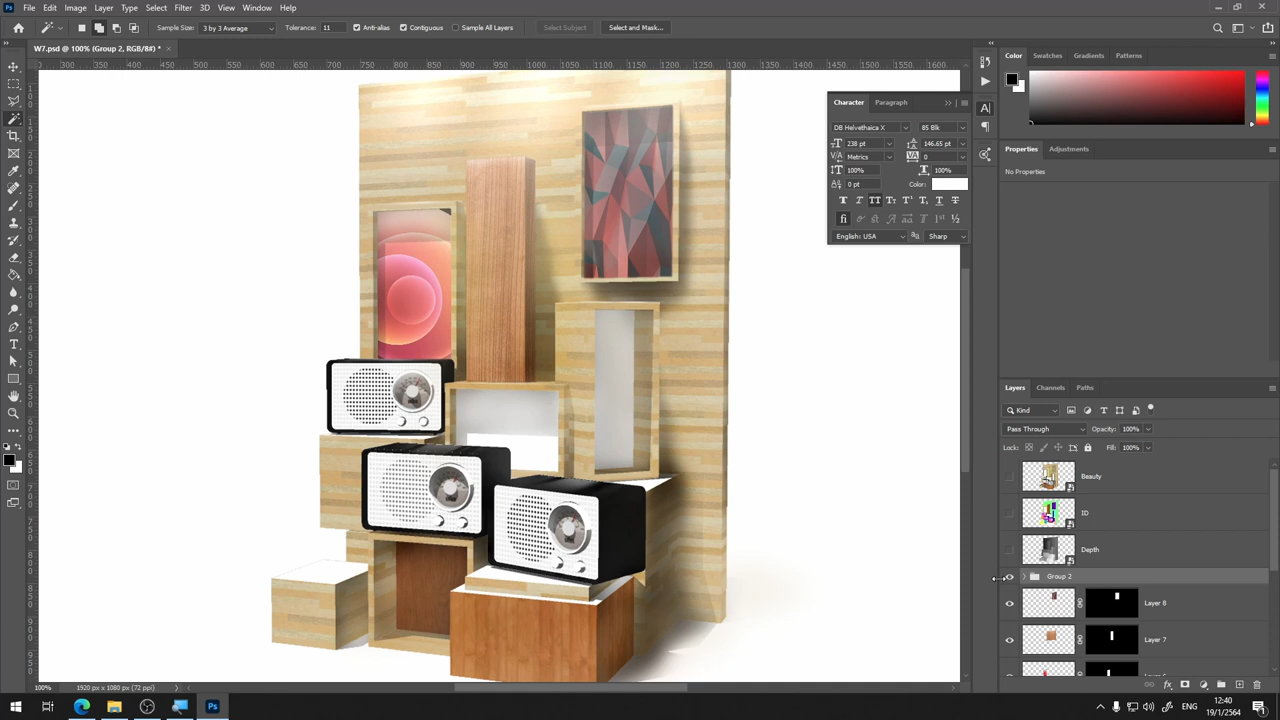 File Edit Image Layer Type Select Filter 3D View Window Help
Sample Size: 3 by 3 Average Tolerance: 11 Anti-alias Contiguous Sample All Layers Select Subject Select and Mask...
W7.psd @ 100% (Group 2, RGB/8#) *
300 350 400 450 500 550 600 650 700 750 800 850 900 950 1000 1050 1100 1150 1200 1250 1300 1350 1400 1450 1500 1550 1600
Color Swatches Gradients Patterns
Character Paragraph
DB Helvethaica X 85 Blk
238 pt 146.65 pt
Metrics 0
100% 100%
0 pt Color:
English: USA Sharp
Properties Adjustments
No Properties
Layers Channels Paths
Kind
Pass Through Opacity: 100%
Lock: Fill: 100%
Beauty
ID
Depth
Group 2
Layer 8
Layer 7
100% 1920 px x 1080 px (72 ppi)
12:40
19/1/2564